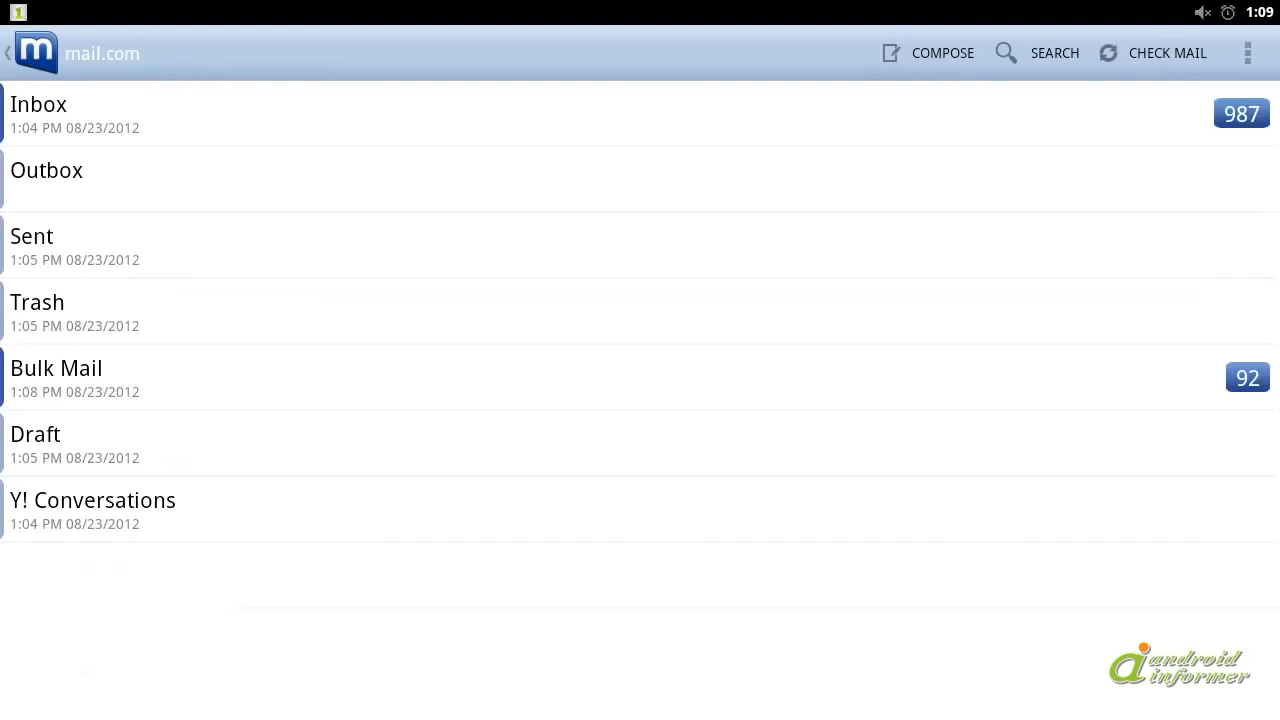 1
1:09
m
mail.com
COMPOSE
SEARCH
CHECK MAIL
Inbox
1:04 PM 08/23/2012
987
Outbox
Sent
1:05 PM 08/23/2012
Trash
1:05 PM 08/23/2012
Bulk Mail
1:08 PM 08/23/2012
92
Draft
1:05 PM 08/23/2012
Y! Conversations
1:04 PM 08/23/2012
android
informer